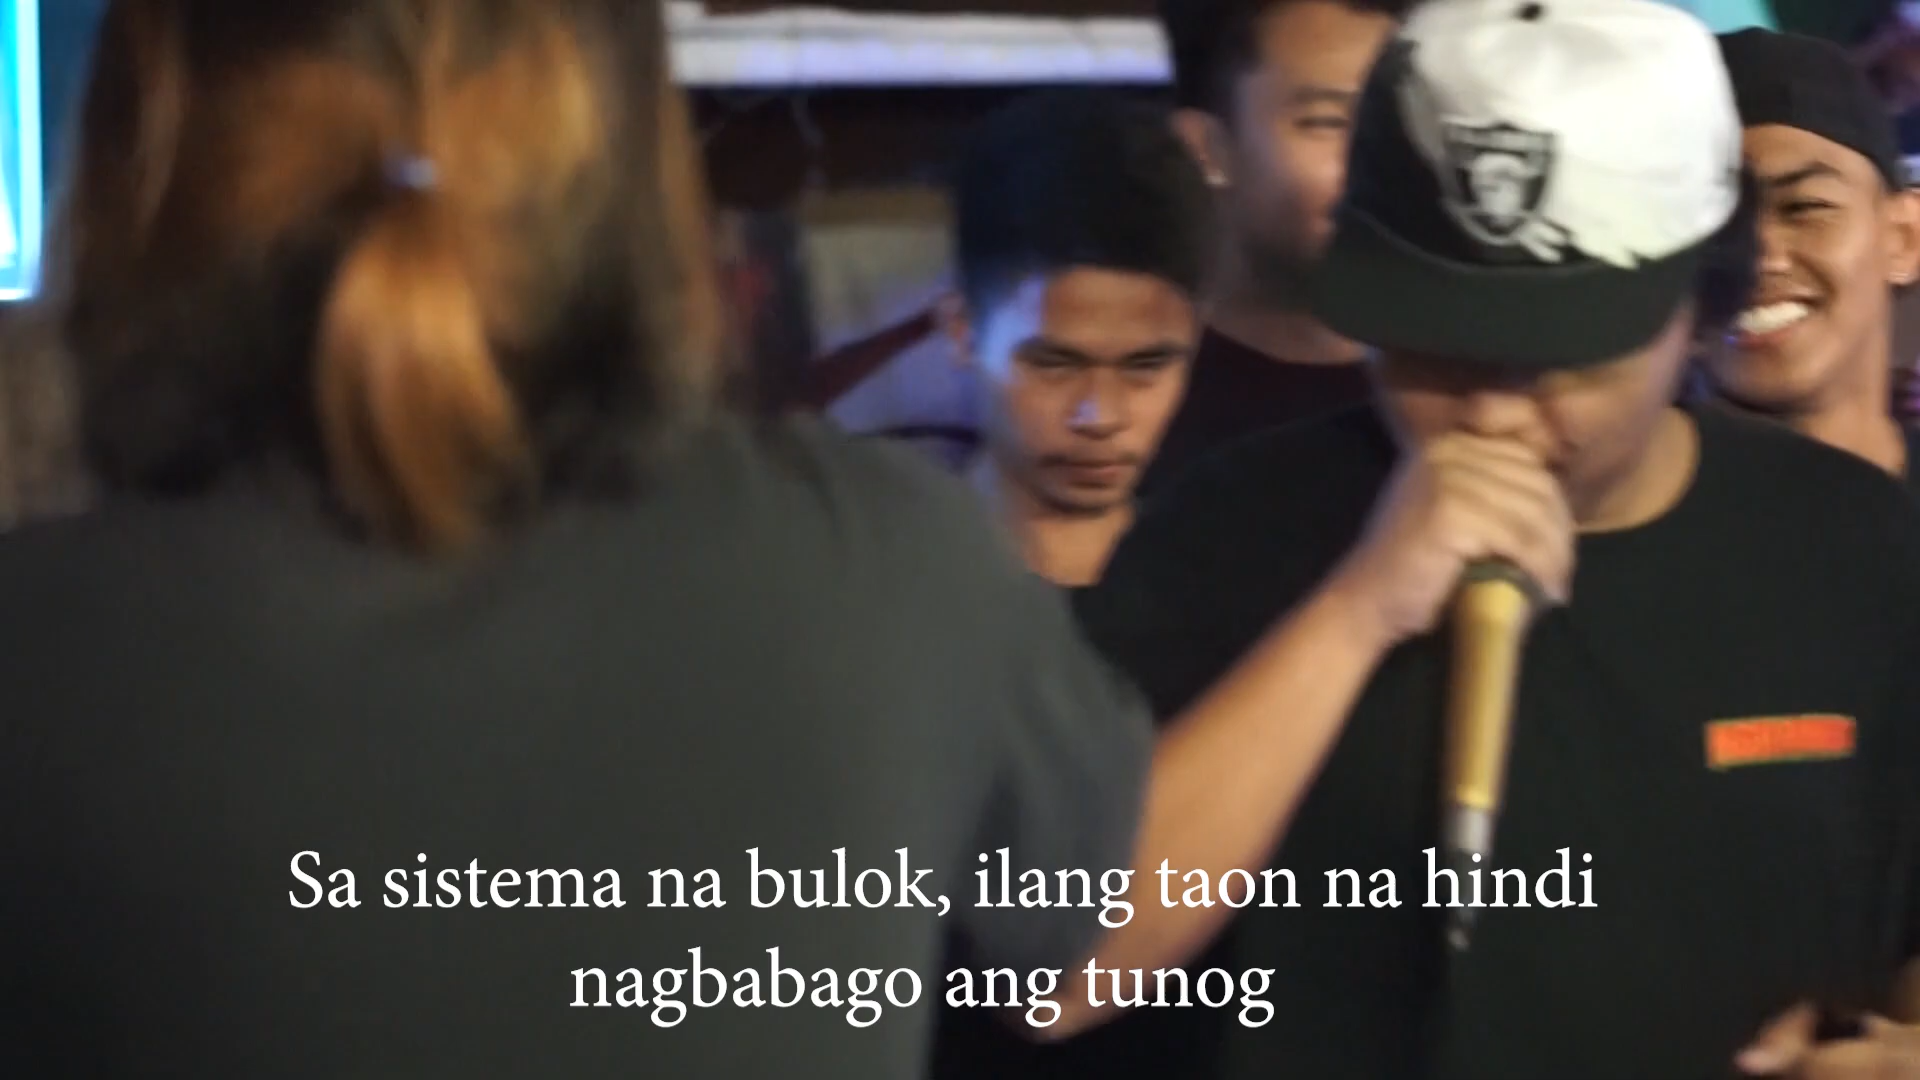 Sa sistema na bulok, ilang taon na hindi
nagbabago ang tunog